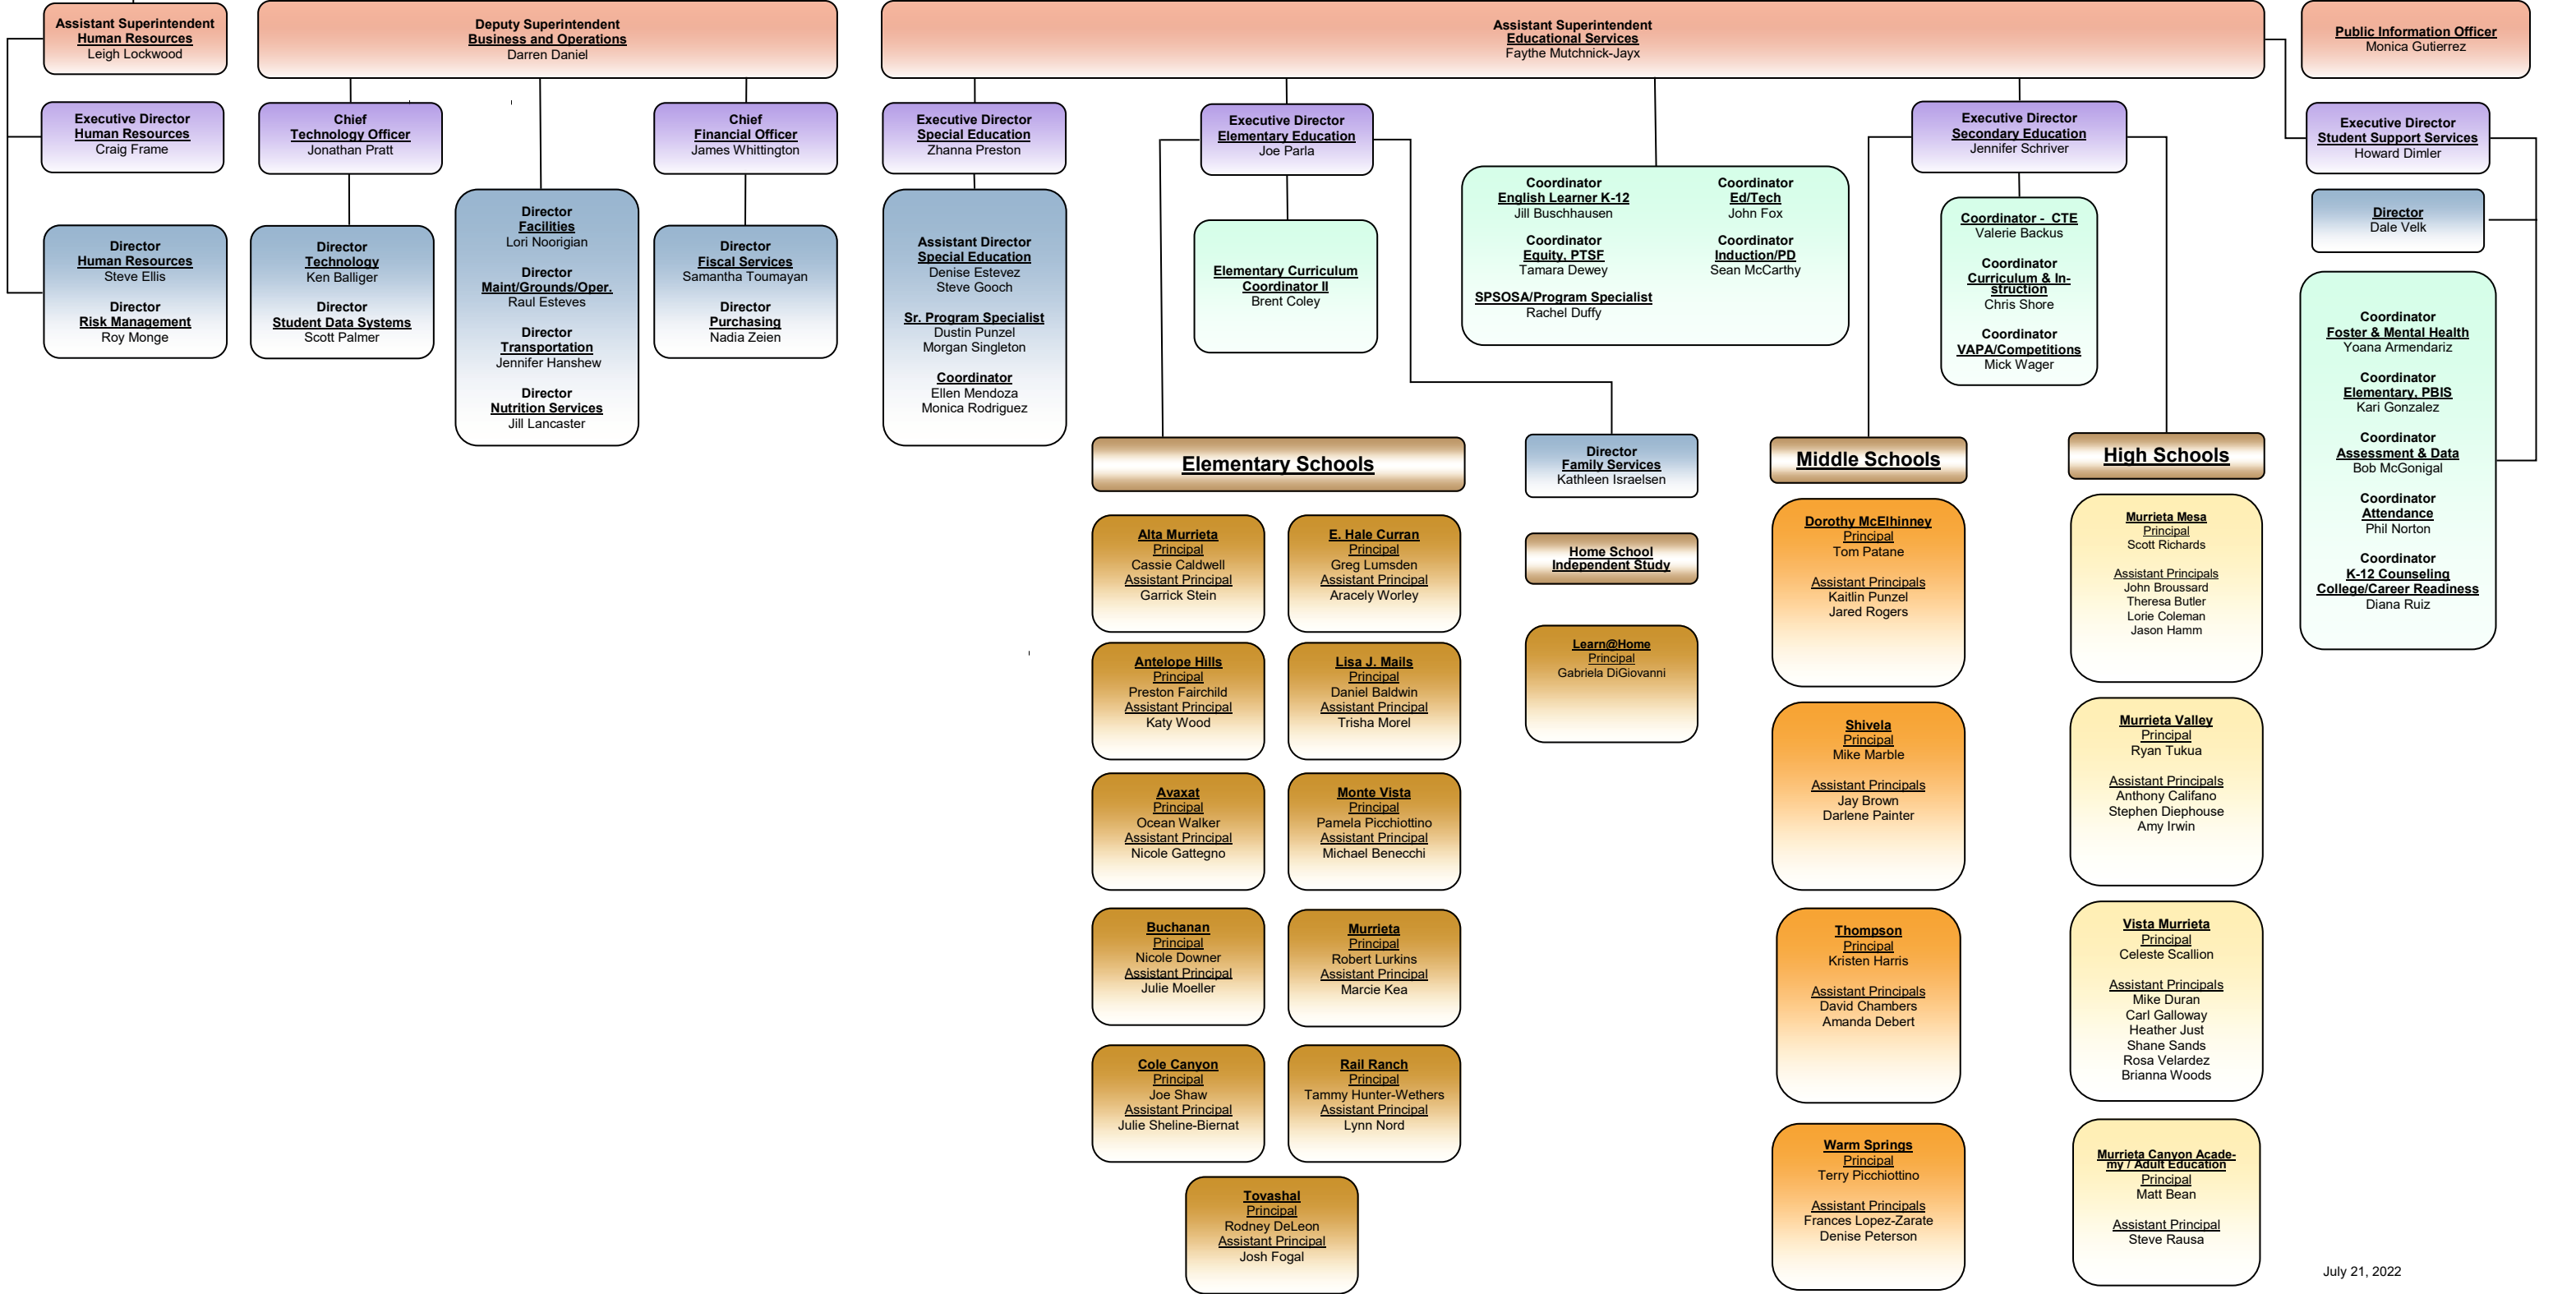 Assistant Superintendent
Human Resources
Leigh Lockwood
Deputy Superintendent
Business and Operations
Darren Daniel
Assistant Superintendent
Educational Services
Faythe Mutchnick-Jayx
Public Information Officer
Monica Gutierrez
Executive Director
Human Resources
Craig Frame
Chief
Technology Officer
Jonathan Pratt
Chief
Financial Officer
James Whittington
Executive Director
Special Education
Zhanna Preston
Executive Director
Elementary Education
Joe Parla
Executive Director
Secondary Education
Jennifer Schriver
Executive Director
Student Support Services
Howard Dimler
Director
Human Resources
Steve Ellis
Director
Risk Management
Roy Monge
Director
Technology
Ken Balliger
Director
Student Data Systems
Scott Palmer
Director
Facilities
Lori Noorigian
Director
Maint/Grounds/Oper.
Raul Esteves
Director
Transportation
Jennifer Hanshew
Director
Nutrition Services
Jill Lancaster
Director
Fiscal Services
Samantha Toumayan
Director
Purchasing
Nadia Zeien
Assistant Director
Special Education
Denise Estevez
Steve Gooch
Sr. Program Specialist
Dustin Punzel
Morgan Singleton
Coordinator
Ellen Mendoza
Monica Rodriguez
Elementary Curriculum
Coordinator II
Brent Coley
Coordinator
English Learner K-12
Jill Buschhausen
Coordinator
Equity, PTSF
Tamara Dewey
SPSOSA/Program Specialist
Rachel Duffy
Coordinator
Ed/Tech
John Fox
Coordinator
Induction/PD
Sean McCarthy
Coordinator - CTE
Valerie Backus
Coordinator
Curriculum & In-
struction
Chris Shore
Coordinator
VAPA/Competitions
Mick Wager
Director
Dale Velk
Coordinator
Foster & Mental Health
Yoana Armendariz
Coordinator
Elementary, PBIS
Kari Gonzalez
Coordinator
Assessment & Data
Bob McGonigal
Coordinator
Attendance
Phil Norton
Coordinator
K-12 Counseling
College/Career Readiness
Diana Ruiz
Elementary Schools
Alta Murrieta
Principal
Cassie Caldwell
Assistant Principal
Garrick Stein
E. Hale Curran
Principal
Greg Lumsden
Assistant Principal
Aracely Worley
Antelope Hills
Principal
Preston Fairchild
Assistant Principal
Katy Wood
Lisa J. Mails
Principal
Daniel Baldwin
Assistant Principal
Trisha Morel
Avaxat
Principal
Ocean Walker
Assistant Principal
Nicole Gattegno
Monte Vista
Principal
Pamela Picchiottino
Assistant Principal
Michael Benecchi
Buchanan
Principal
Nicole Downer
Assistant Principal
Julie Moeller
Murrieta
Principal
Robert Lurkins
Assistant Principal
Marcie Kea
Cole Canyon
Principal
Joe Shaw
Assistant Principal
Julie Sheline-Biernat
Rail Ranch
Principal
Tammy Hunter-Wethers
Assistant Principal
Lynn Nord
Tovashal
Principal
Rodney DeLeon
Assistant Principal
Josh Fogal
Director
Family Services
Kathleen Israelsen
Home School
Independent Study
Learn@Home
Principal
Gabriela DiGiovanni
Middle Schools
Dorothy McElhinney
Principal
Tom Patane
Assistant Principals
Kaitlin Punzel
Jared Rogers
Shivela
Principal
Mike Marble
Assistant Principals
Jay Brown
Darlene Painter
Thompson
Principal
Kristen Harris
Assistant Principals
David Chambers
Amanda Debert
Warm Springs
Principal
Terry Picchiottino
Assistant Principals
Frances Lopez-Zarate
Denise Peterson
High Schools
Murrieta Mesa
Principal
Scott Richards
Assistant Principals
John Broussard
Theresa Butler
Lorie Coleman
Jason Hamm
Murrieta Valley
Principal
Ryan Tukua
Assistant Principals
Anthony Califano
Stephen Diephouse
Amy Irwin
Vista Murrieta
Principal
Celeste Scallion
Assistant Principals
Mike Duran
Carl Galloway
Heather Just
Shane Sands
Rosa Velardez
Brianna Woods
Murrieta Canyon Acade-
my / Adult Education
Principal
Matt Bean
Assistant Principal
Steve Rausa
July 21, 2022